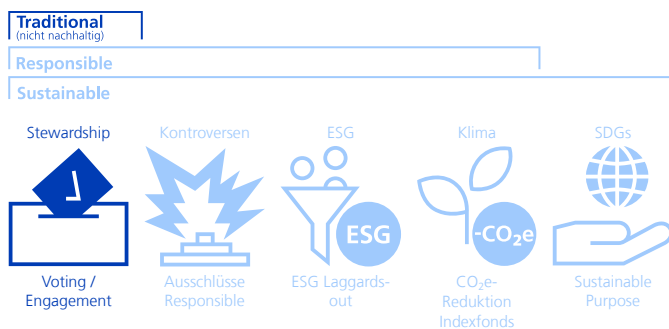 Traditional
(nicht nachhaltig)
Responsible
Sustainable
Stewardship
Kontroversen
ESG
Klima
SDGs
ESG
-CO₂e
Voting /
Engagement
Ausschlüsse
Responsible
ESG Laggards-
out
CO₂e-
Reduktion
Indexfonds
Sustainable
Purpose